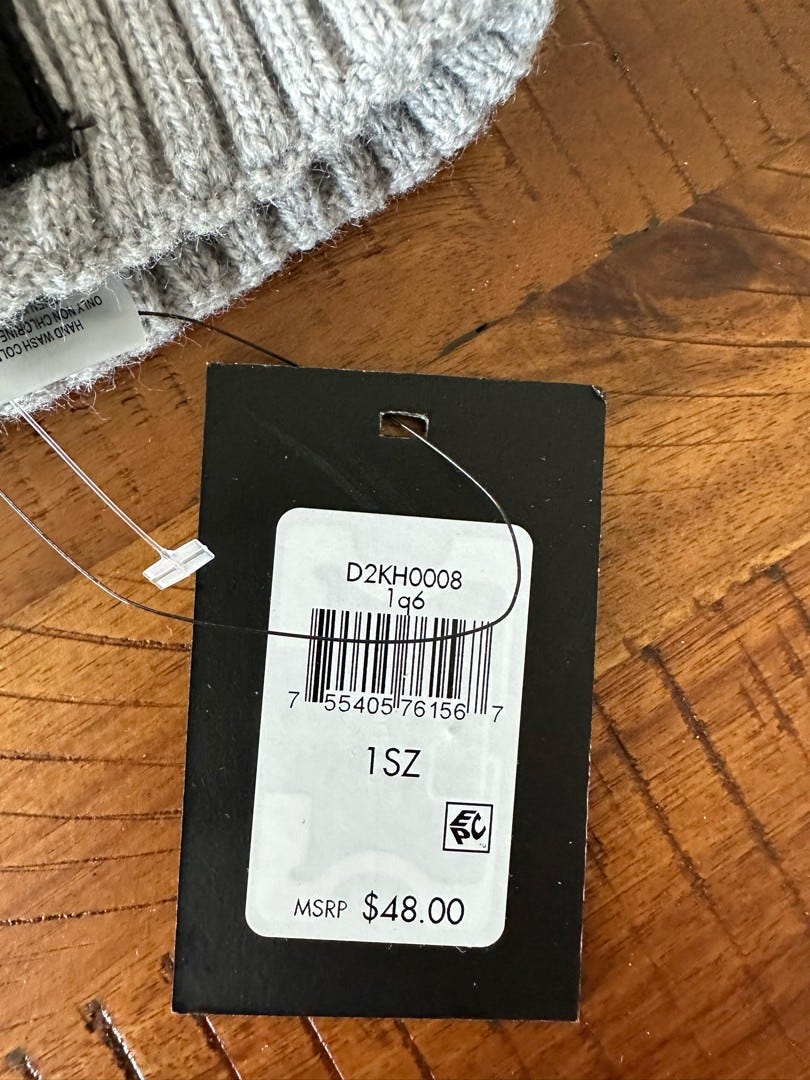 HAND WASH COL
ONLY NON CHLORINE
D2KH0008
1q6
7 55405 76156 7
1SZ
EPC
MSRP $48.00